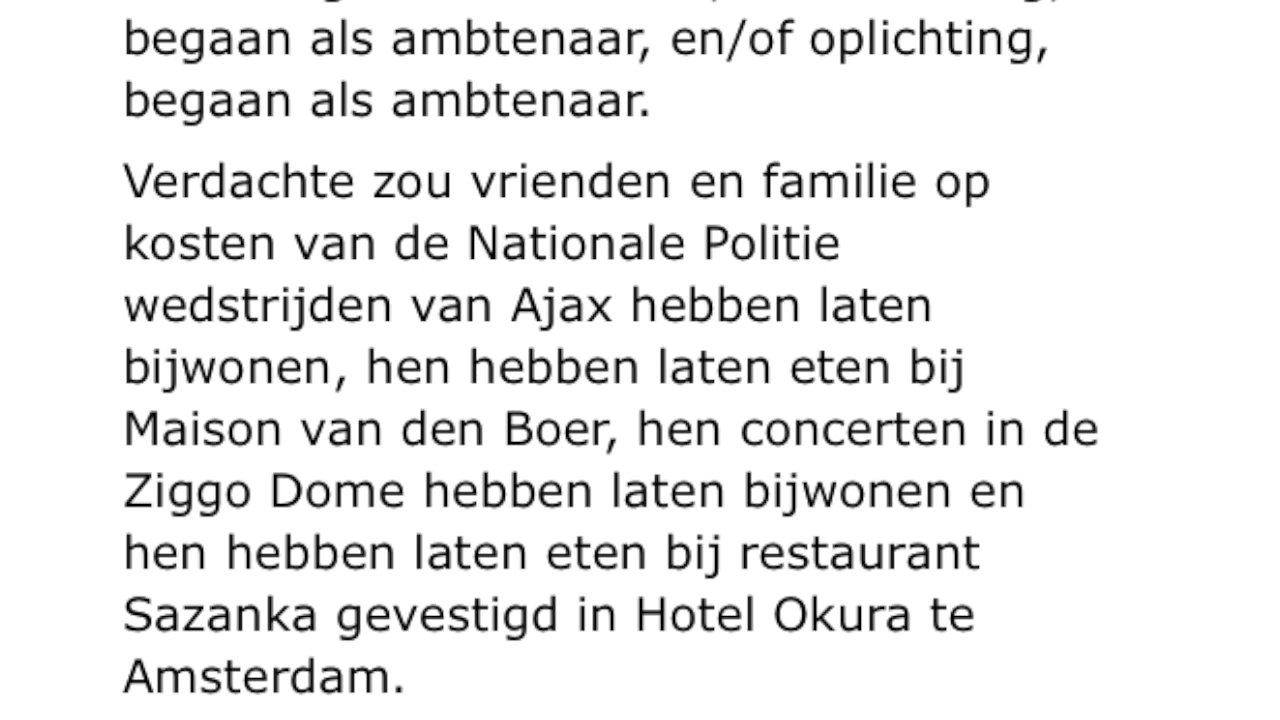 begaan als ambtenaar, en/of oplichting,
begaan als ambtenaar.
Verdachte zou vrienden en familie op
kosten van de Nationale Politie
wedstrijden van Ajax hebben laten
bijwonen, hen hebben laten eten bij
Maison van den Boer, hen concerten in de
Ziggo Dome hebben laten bijwonen en
hen hebben laten eten bij restaurant
Sazanka gevestigd in Hotel Okura te
Amsterdam.